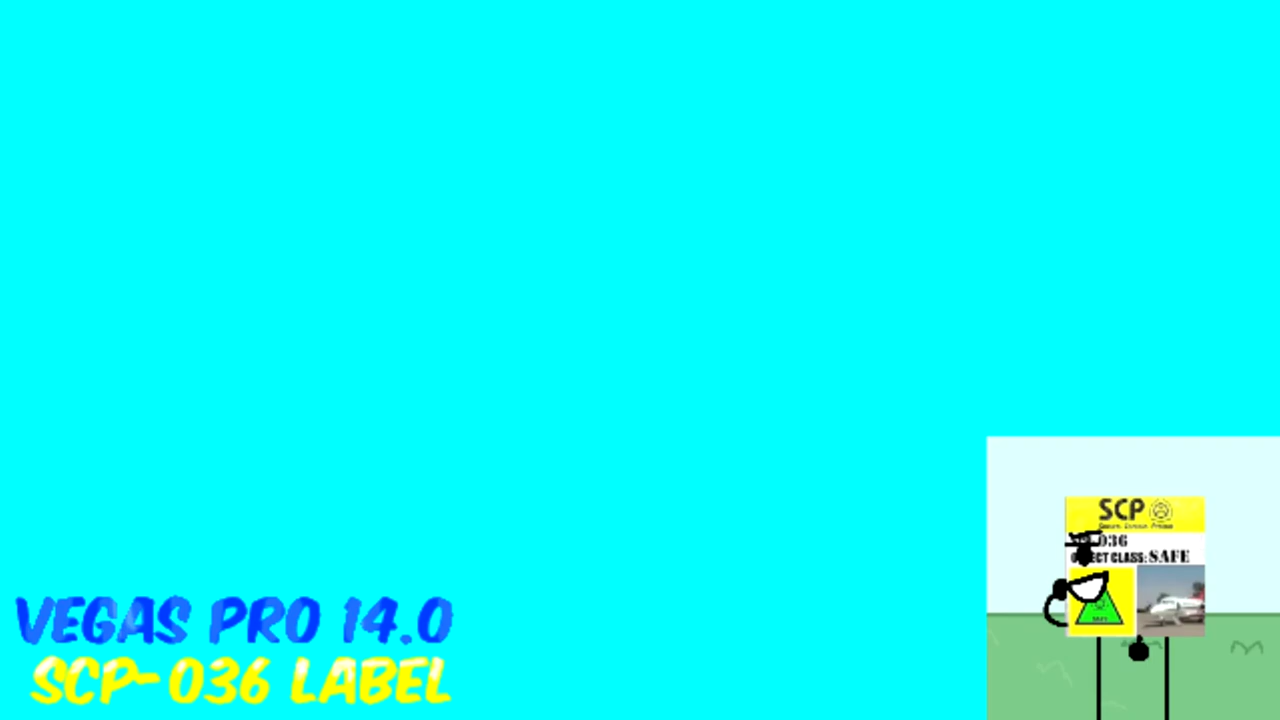 SCP
036
OBJECT CLASS: SAFE
VEGAS PRO 14.0
SCP-036 LABEL